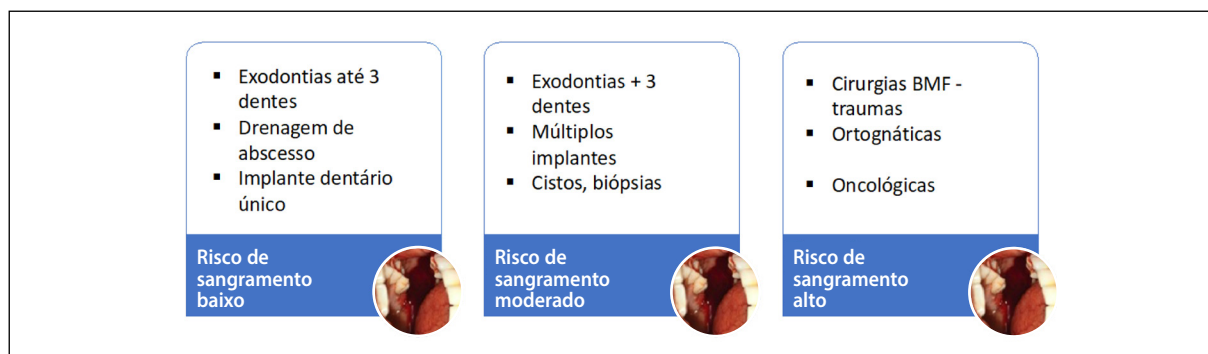 ▪ Exodontias até 3
dentes
▪ Drenagem de
abscesso
▪ Implante dentário
único
Risco de
sangramento
baixo
▪ Exodontias + 3
dentes
▪ Múltiplos
implantes
▪ Cistos, biópsias
Risco de
sangramento
moderado
▪ Cirurgias BMF -
traumas
▪ Ortognáticas
▪ Oncológicas
Risco de
sangramento
alto